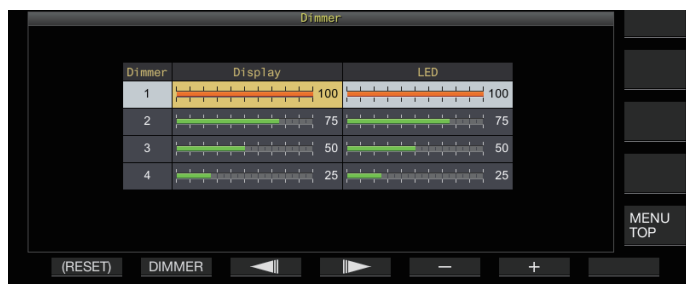 Dimmer
Dimmer Display LED
1 100 100
2 75 75
3 50 50
4 25 25
MENU
TOP
(RESET) DIMMER − +